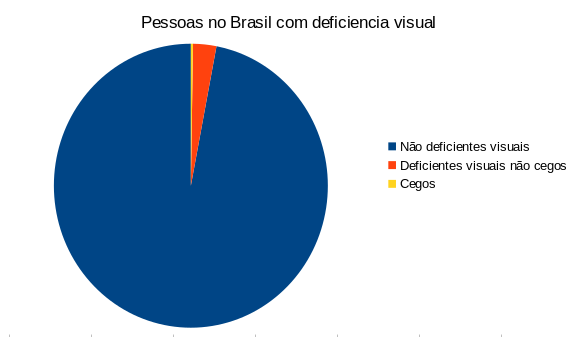 Pessoas no Brasil com deficiencia visual
Não deficientes visuais
Deficientes visuais não cegos
Cegos